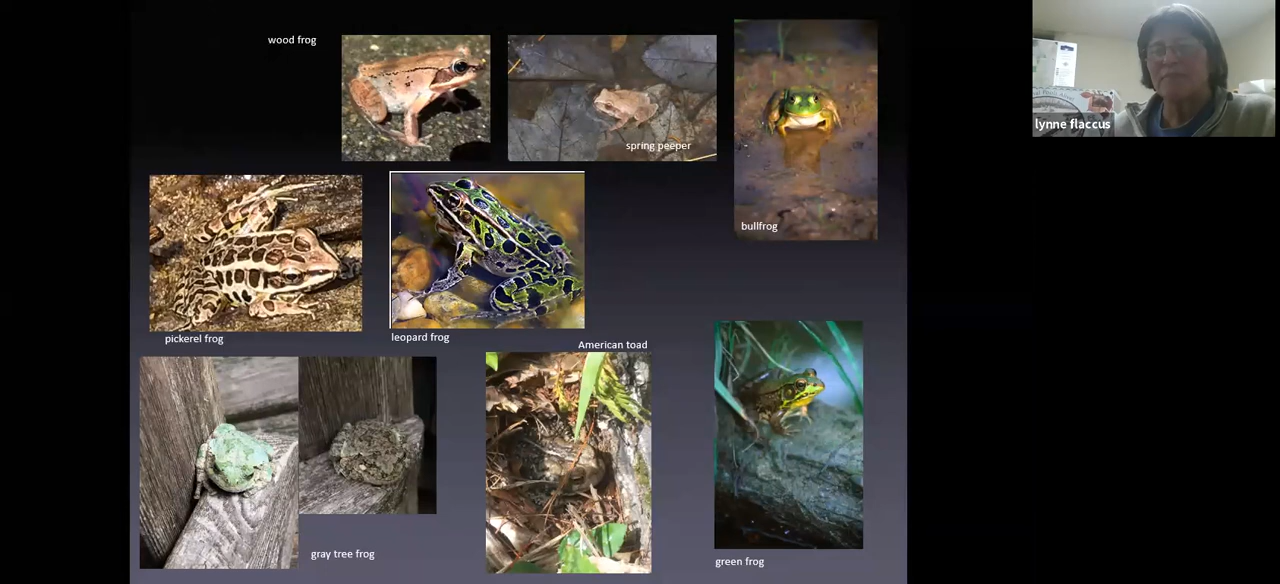 wood frog
spring peeper
bullfrog
lynne flaccus
pickerel frog
leopard frog
American toad
gray tree frog
green frog